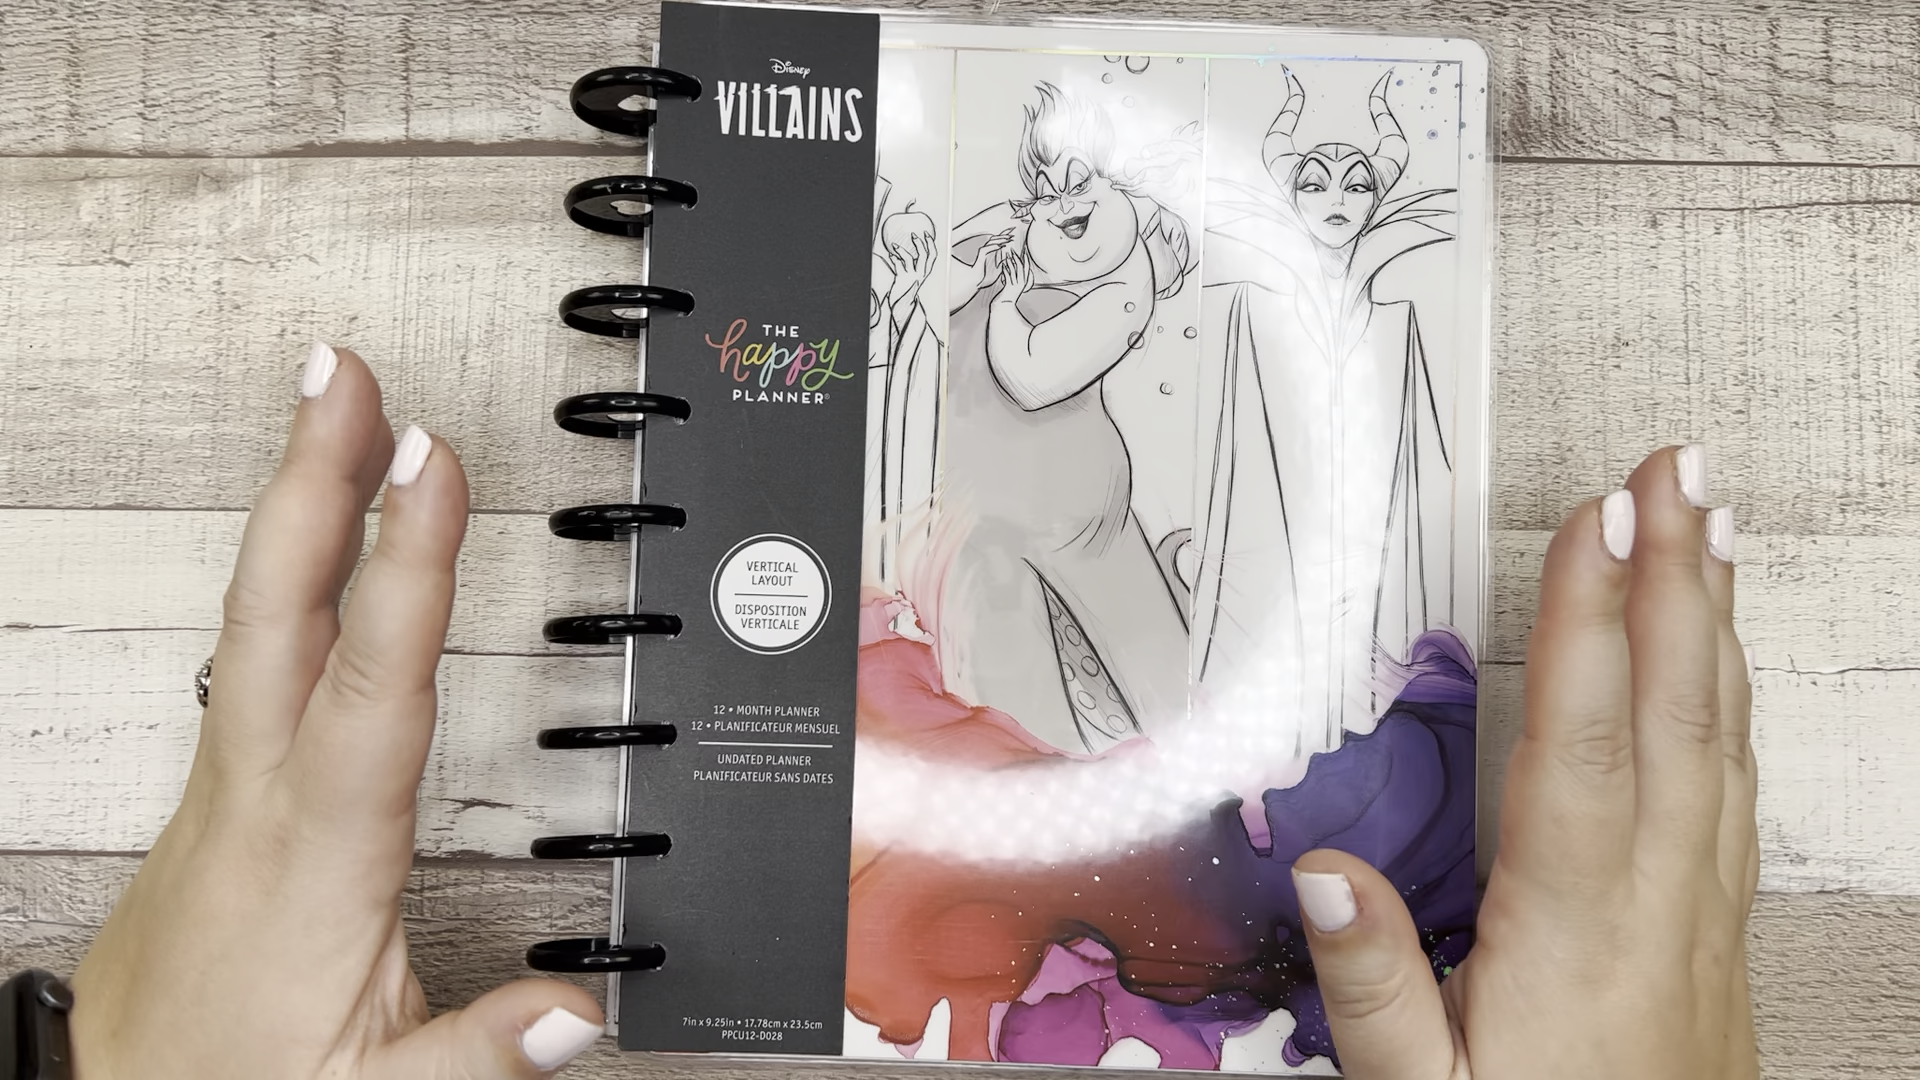 Disney
VILLAINS
THE
happy
PLANNER®
VERTICAL
LAYOUT
DISPOSITION
VERTICALE
12 • MONTH PLANNER
12 • PLANIFICATEUR MENSUEL
UNDATED PLANNER
PLANIFICATEUR SANS DATES
7in x 9.25in • 17.78cm x 23.5cm
PPCU12-D028